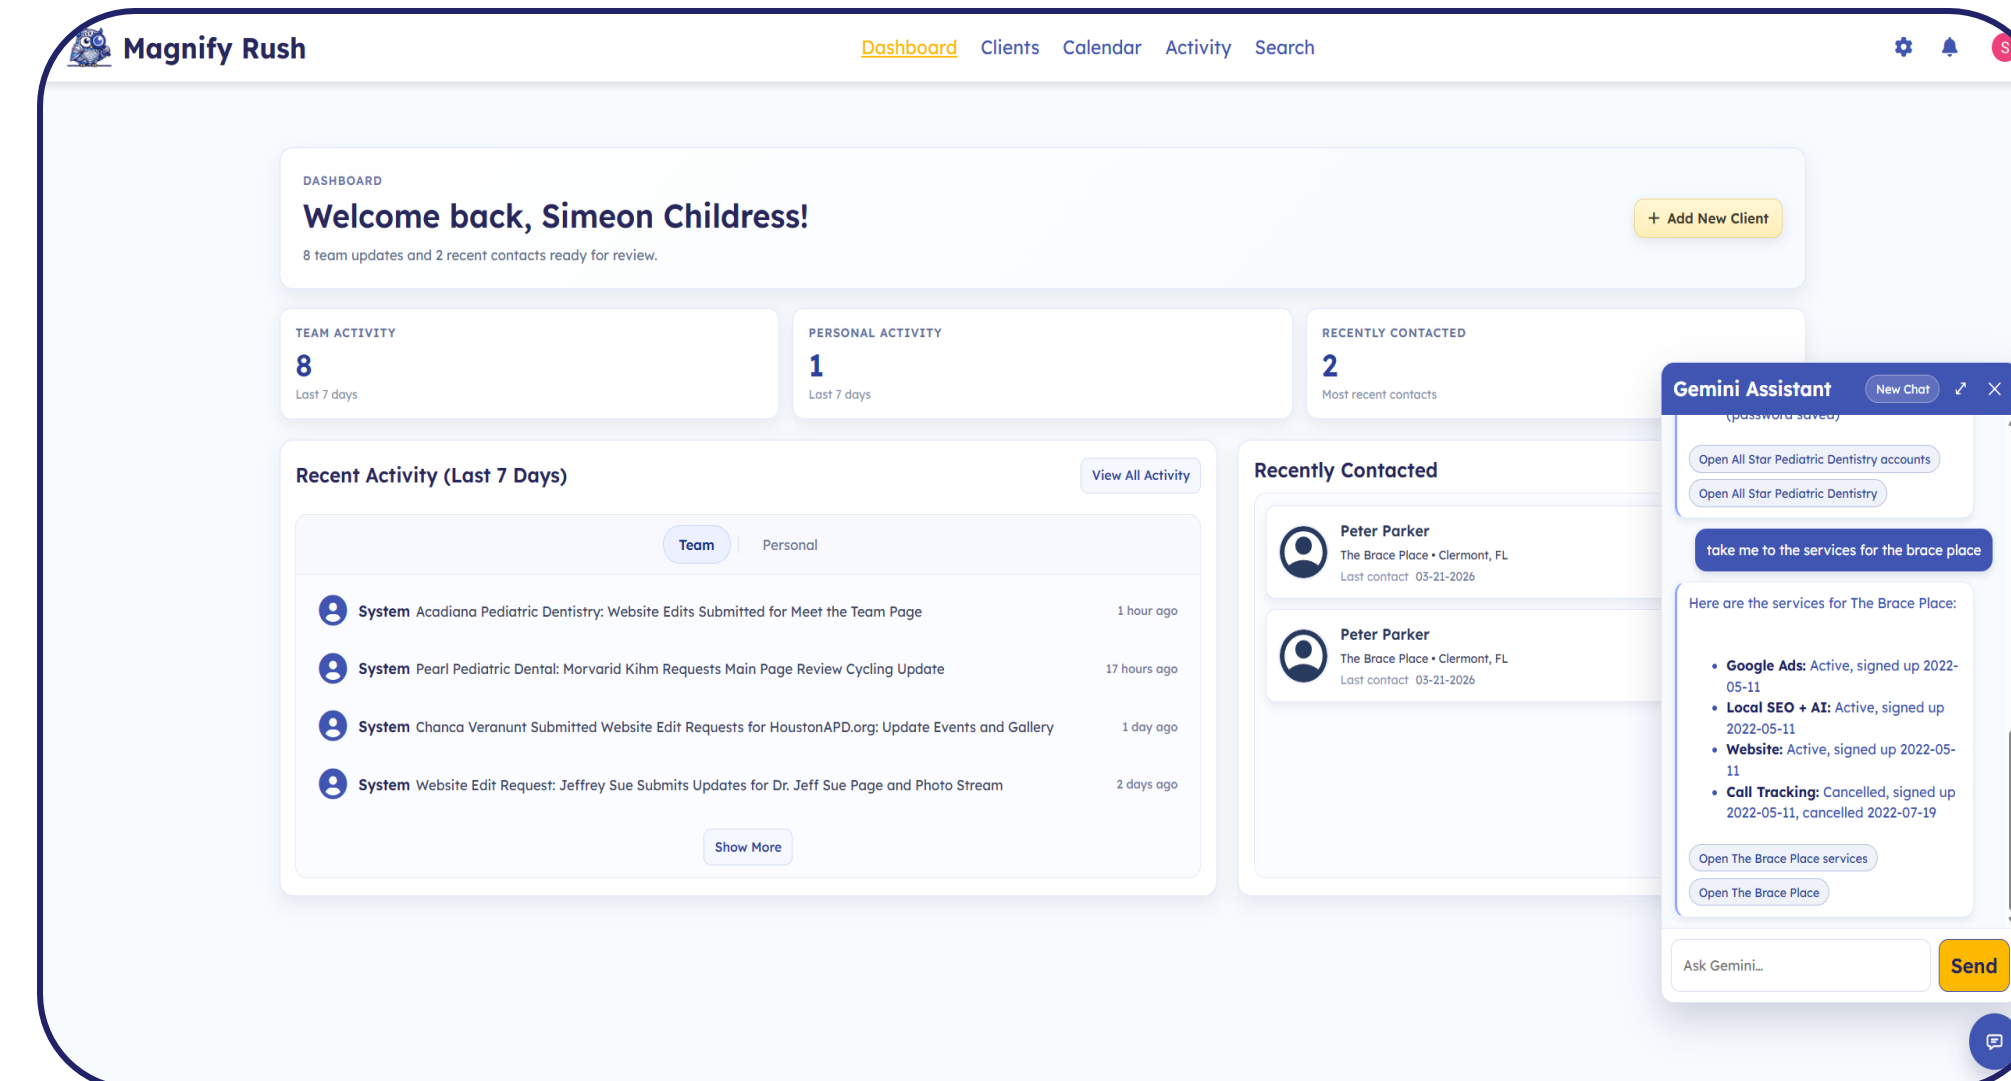 Magnify Rush
Dashboard Clients Calendar Activity Search
S
DASHBOARD
Welcome back, Simeon Childress!
8 team updates and 2 recent contacts ready for review.
+ Add New Client
TEAM ACTIVITY
8
Last 7 days
PERSONAL ACTIVITY
1
Last 7 days
RECENTLY CONTACTED
2
Most recent contacts
Recent Activity (Last 7 Days)
View All Activity
Team Personal
System Acadiana Pediatric Dentistry: Website Edits Submitted for Meet the Team Page 1 hour ago
System Pearl Pediatric Dental: Morvarid Kihm Requests Main Page Review Cycling Update 17 hours ago
System Chanca Veranunt Submitted Website Edit Requests for HoustonAPD.org: Update Events and Gallery 1 day ago
System Website Edit Request: Jeffrey Sue Submits Updates for Dr. Jeff Sue Page and Photo Stream 2 days ago
Show More
Recently Contacted
Peter Parker
The Brace Place • Clermont, FL
Last contact 03-21-2026
Peter Parker
The Brace Place • Clermont, FL
Last contact 03-21-2026
Gemini Assistant
New Chat
(password saved)
Open All Star Pediatric Dentistry accounts
Open All Star Pediatric Dentistry
take me to the services for the brace place
Here are the services for The Brace Place:
• Google Ads: Active, signed up 2022-
05-11
• Local SEO + AI: Active, signed up
2022-05-11
• Website: Active, signed up 2022-05-
11
• Call Tracking: Cancelled, signed up
2022-05-11, cancelled 2022-07-19
Open The Brace Place services
Open The Brace Place
Ask Gemini...
Send